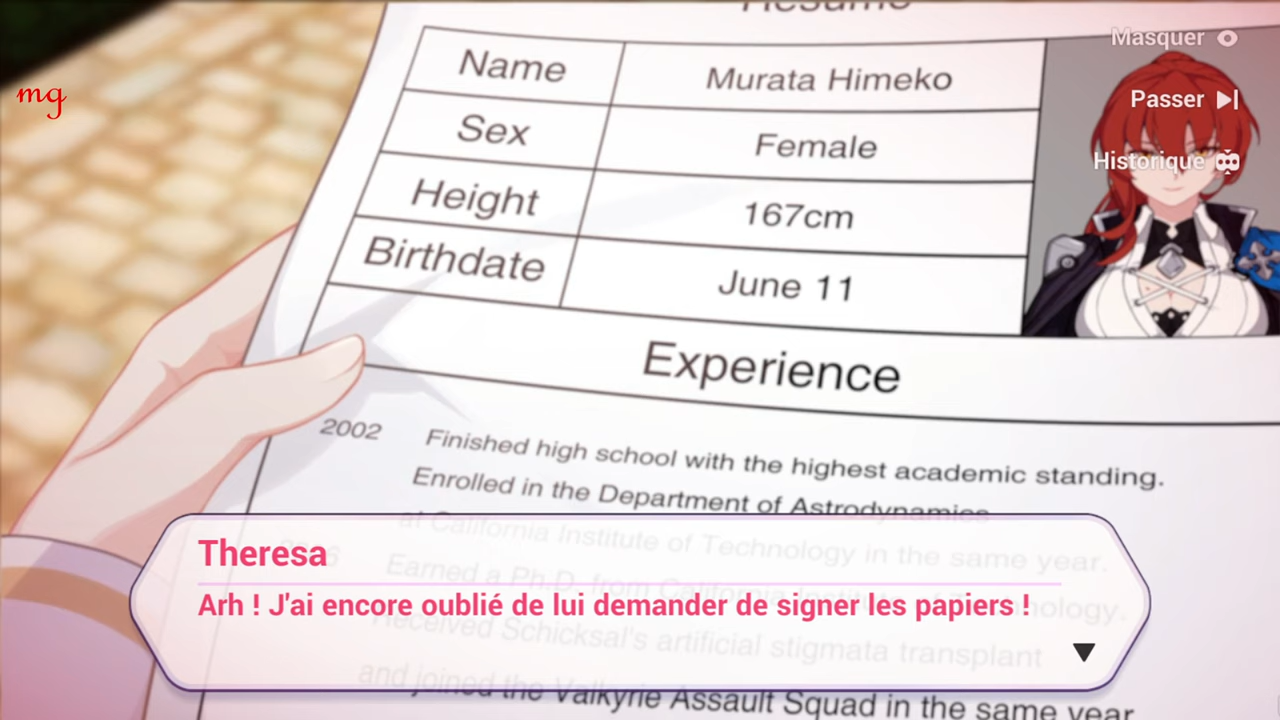 Resume
Masquer
mg
Name Murata Himeko
Passer
Sex Female
Historique
Height 167cm
Birthdate June 11
Experience
2002 Finished high school with the highest academic standing.
Enrolled in the Department of Astrodynamics
at California Institute of Technology in the same year.
Theresa
Earned a Ph.D. from California Institute of Technology.
Arh ! J'ai encore oublié de lui demander de signer les papiers !
Received Schicksal's artificial stigmata transplant
and joined the Valkyrie Assault Squad in the same year